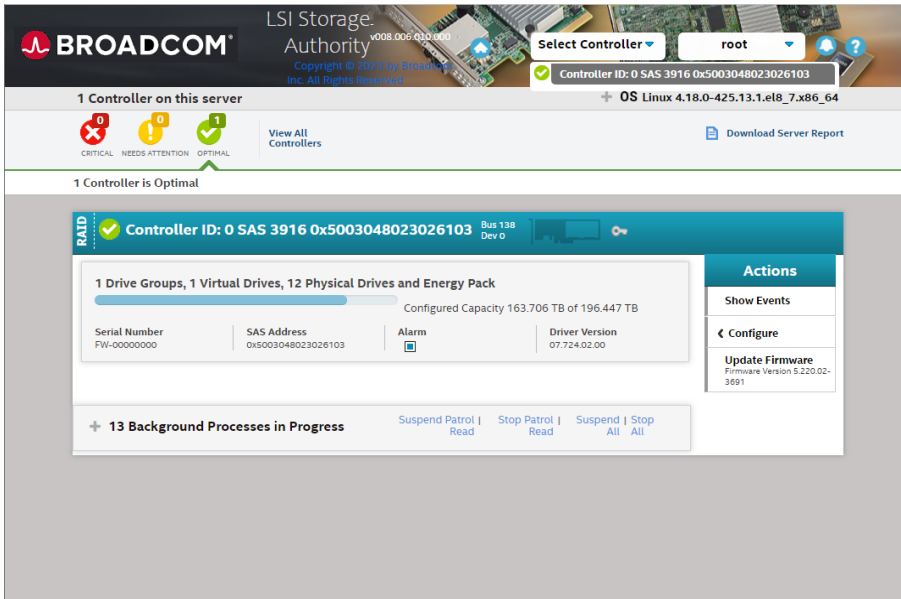 BROADCOM®
LSI Storage
Authority v008.006.010.000
Copyright © 2023 by Broadcom
Inc. All Rights Reserved
Select Controller
root
?
Controller ID: 0 SAS 3916 0x5003048023026103
1 Controller on this server
OS Linux 4.18.0-425.13.1.el8_7.x86_64
0
0
1
CRITICAL NEEDS ATTENTION OPTIMAL
View All
Controllers
Download Server Report
1 Controller is Optimal
RAID
Controller ID: 0 SAS 3916 0x5003048023026103
Bus 138
Dev 0
1 Drive Groups, 1 Virtual Drives, 12 Physical Drives and Energy Pack
Configured Capacity 163.706 TB of 196.447 TB
Serial Number
FW-00000000
SAS Address
0x5003048023026103
Alarm
Driver Version
07.724.02.00
Actions
Show Events
Configure
Update Firmware
Firmware Version 5.220.02-
3691
13 Background Processes in Progress
Suspend Patrol |
Read
Stop Patrol |
Read
Suspend |
All
Stop
All